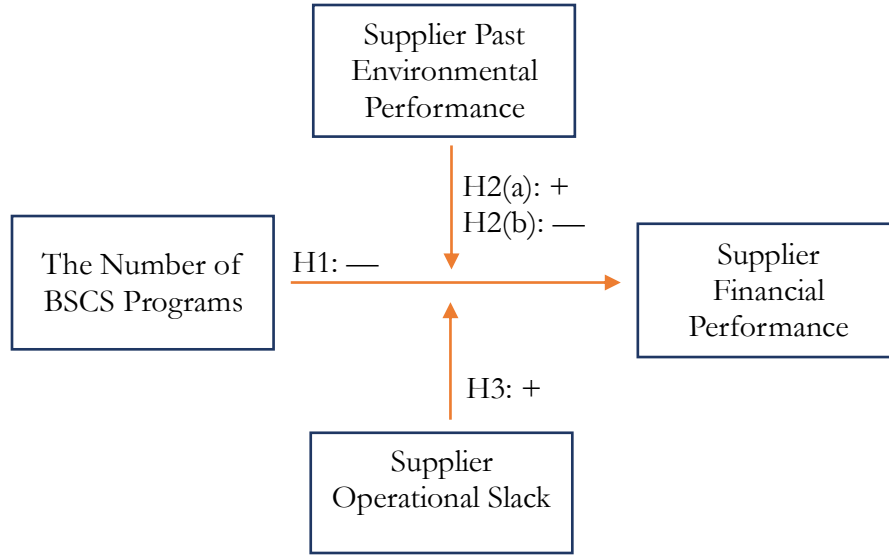 Supplier Past
Environmental
Performance
H2(a): +
H2(b): —
The Number of
BSCS Programs
H1: —
Supplier
Financial
Performance
H3: +
Supplier
Operational Slack